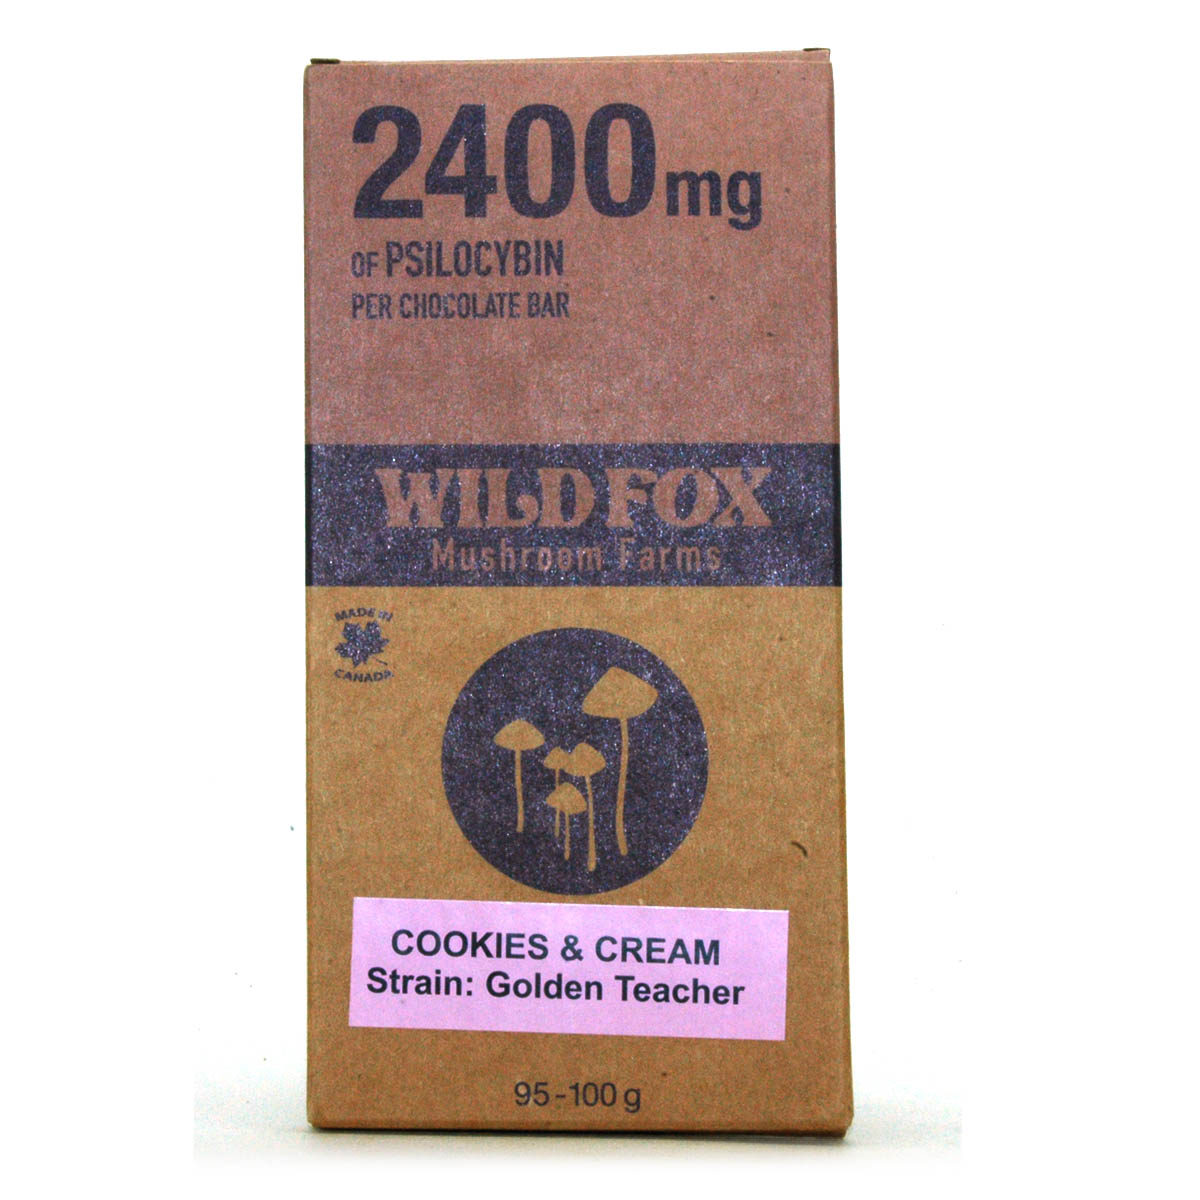 2400mg
OF PSILOCYBIN
PER CHOCOLATE BAR
WILD FOX
Mushroom Farms
MADE IN
CANADA
COOKIES & CREAM
Strain: Golden Teacher
95-100 g